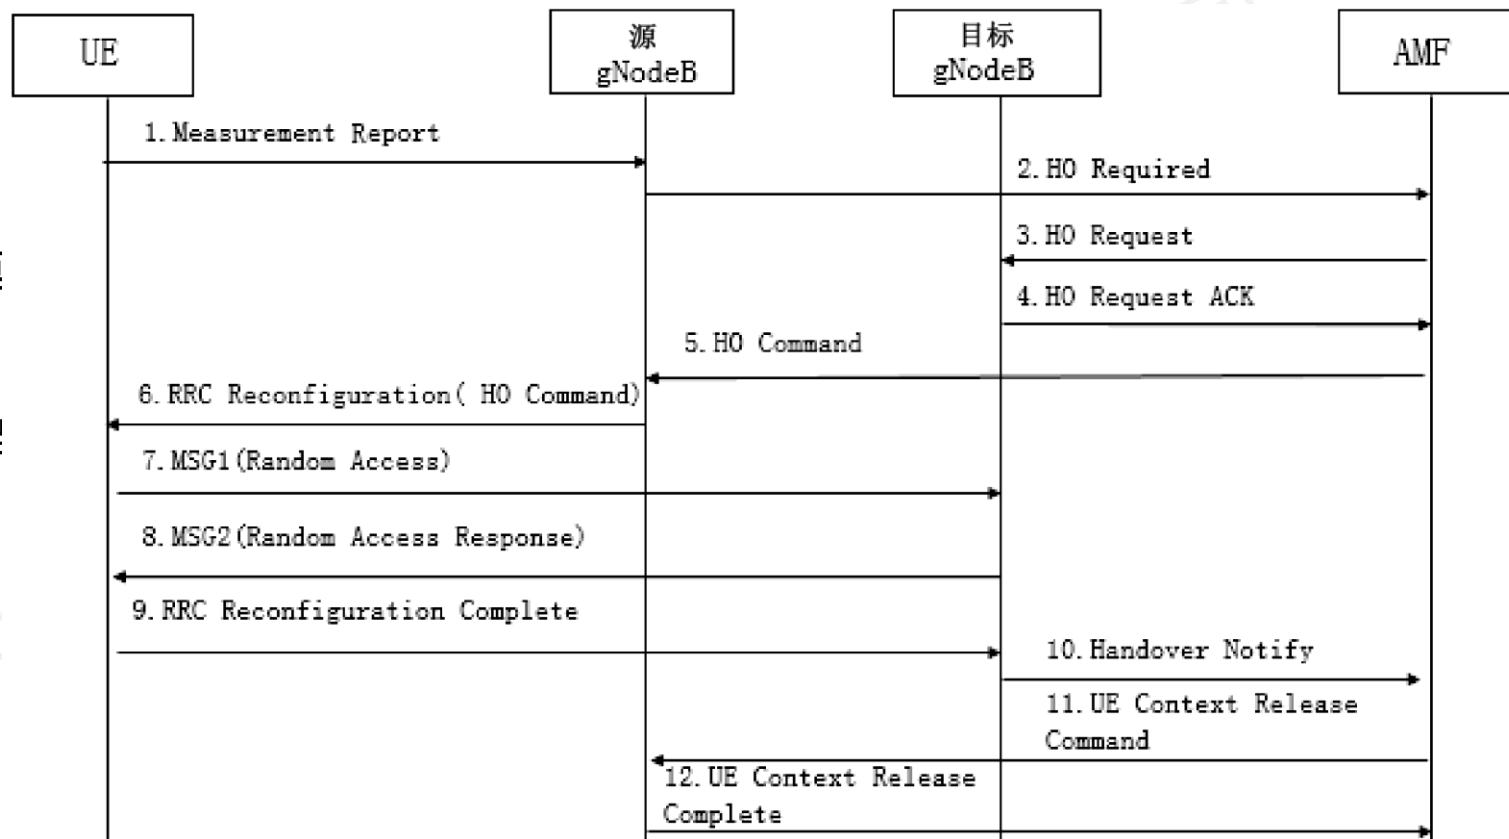 UE
源
gNodeB
目标
gNodeB
AMF
1.Measurement Report
2.HO Required
3.HO Request
4.HO Request ACK
5.HO Command
6.RRC Reconfiguration( HO Command)
7.MSG1(Random Access)
8.MSG2(Random Access Response)
9.RRC Reconfiguration Complete
10.Handover Notify
11.UE Context Release
Command
12.UE Context Release
Complete